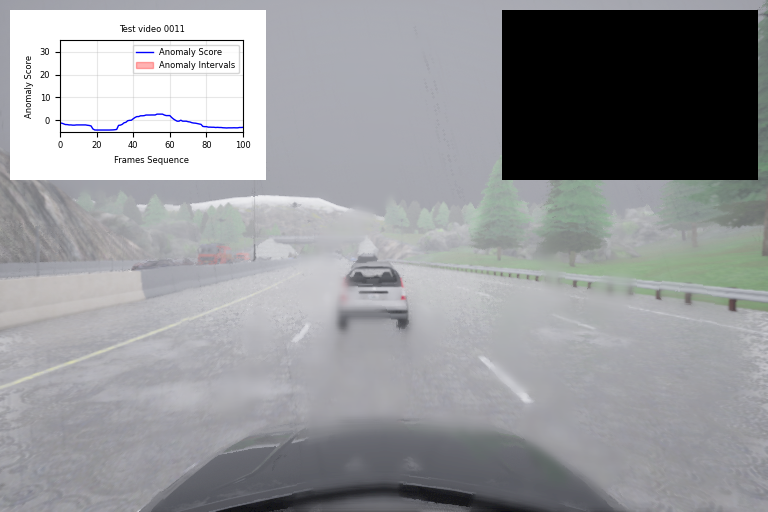 Test video 0011
Anomaly Score
30
20
10
0
Anomaly Score
Anomaly Intervals
0 20 40 60 80 100
Frames Sequence